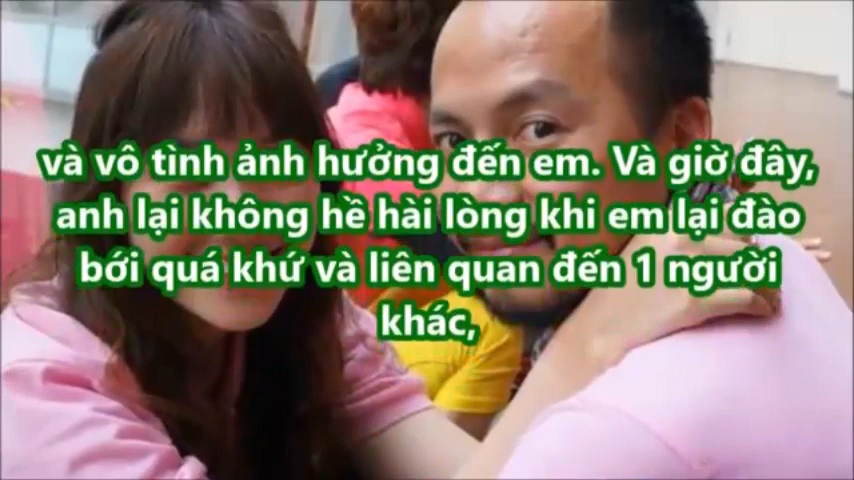 và vô tình ảnh hưởng đến em. Và giờ đây,
anh lại không hề hài lòng khi em lại đào
bới quá khứ và liên quan đến 1 người
khác,